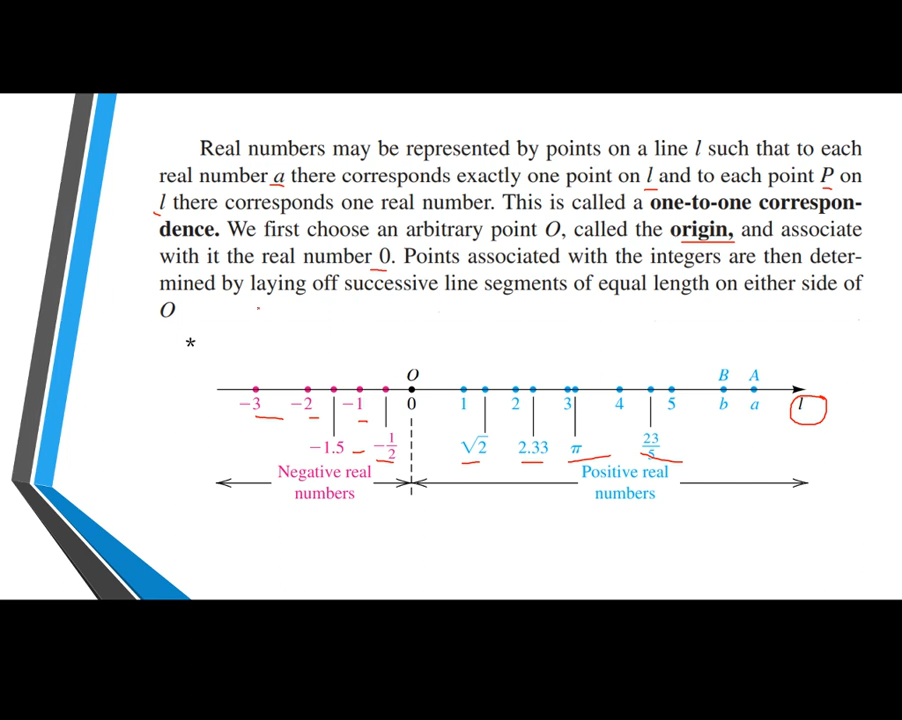 Real numbers may be represented by points on a line l such that to each
real number a there corresponds exactly one point on l and to each point P on
l there corresponds one real number. This is called a one-to-one correspon-
dence. We first choose an arbitrary point O, called the origin, and associate
with it the real number 0. Points associated with the integers are then deter-
mined by laying off successive line segments of equal length on either side of
O
*
O B A
−3 −2 −1 0 1 2 3 4 5 b a l
−1.5 −1/2 √2 2.33 π 23/5
Negative real Positive real
numbers numbers